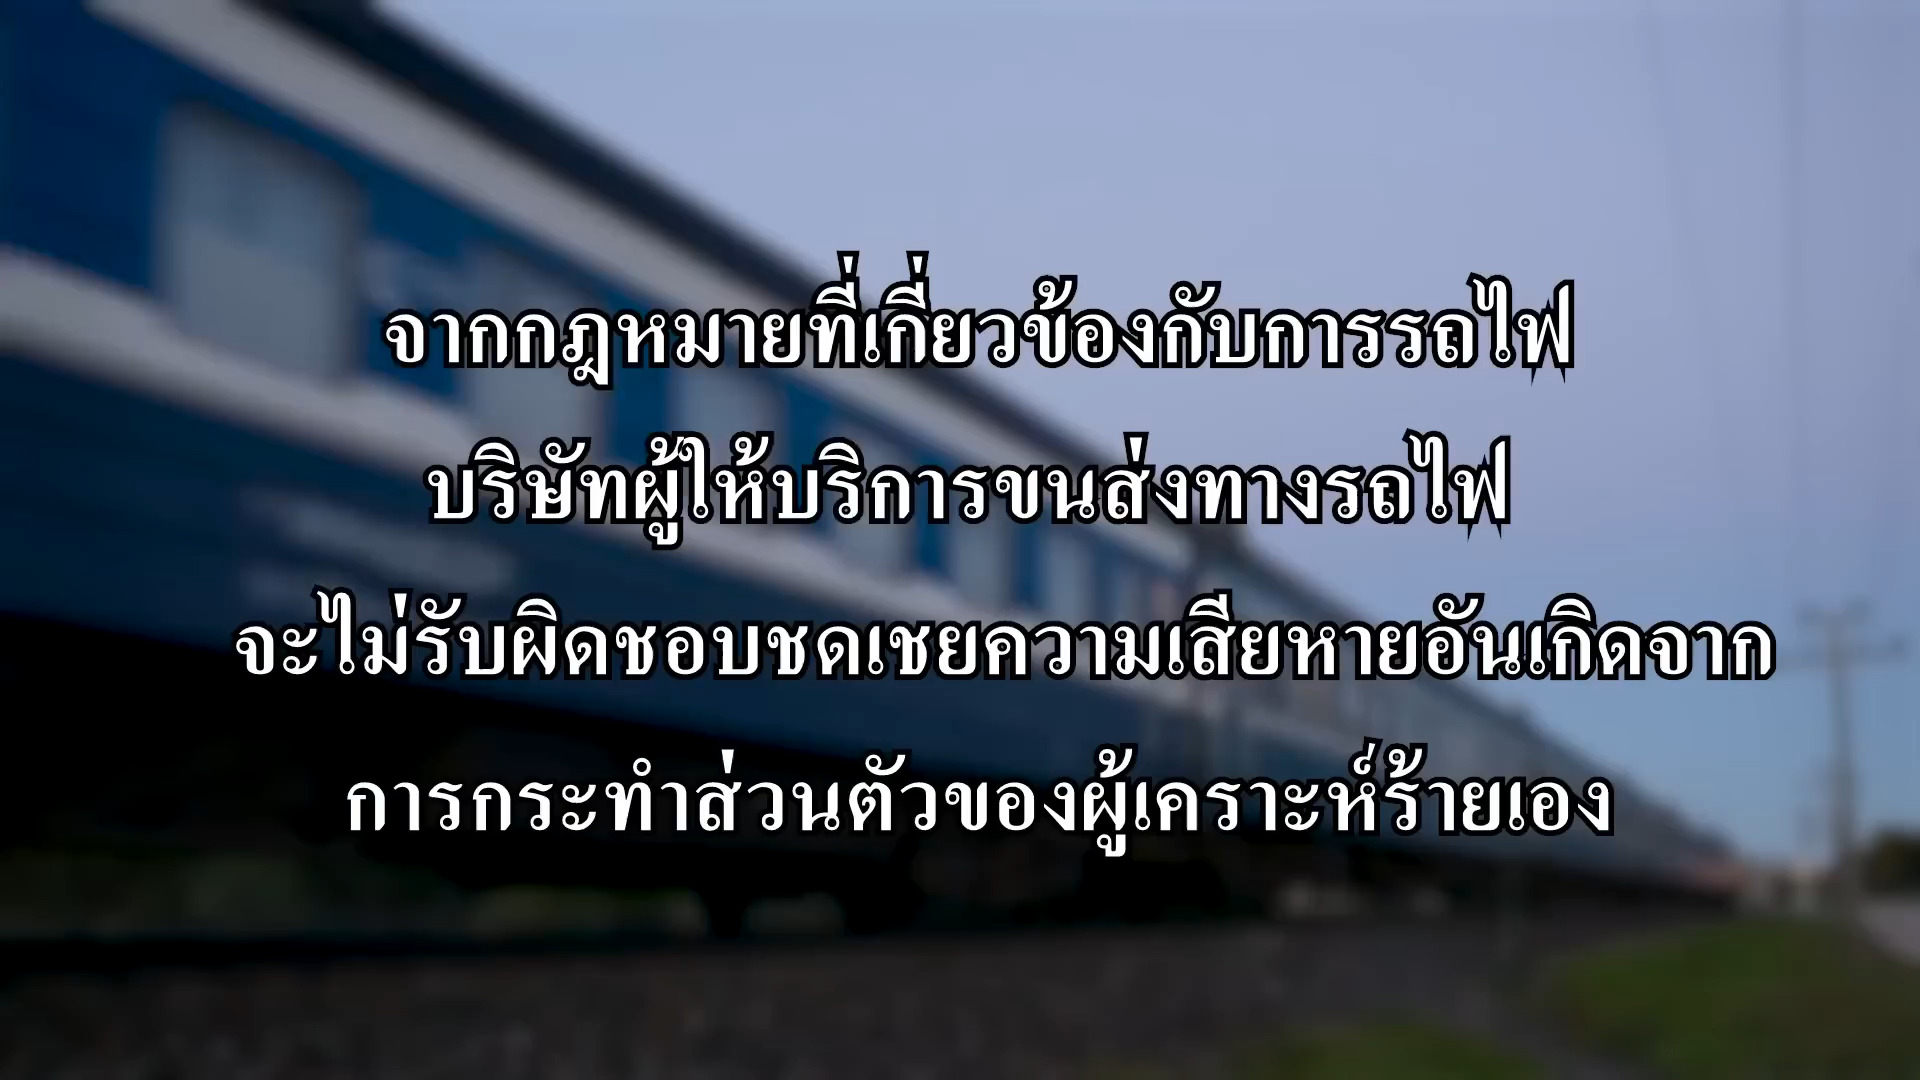 จากกฎหมายที่เกี่ยวข้องกับการรถไฟ
บริษัทผู้ให้บริการขนส่งทางรถไฟ
จะไม่รับผิดชอบชดเชยความเสียหายอันเกิดจาก
การกระทำส่วนตัวของผู้เคราะห์ร้ายเอง